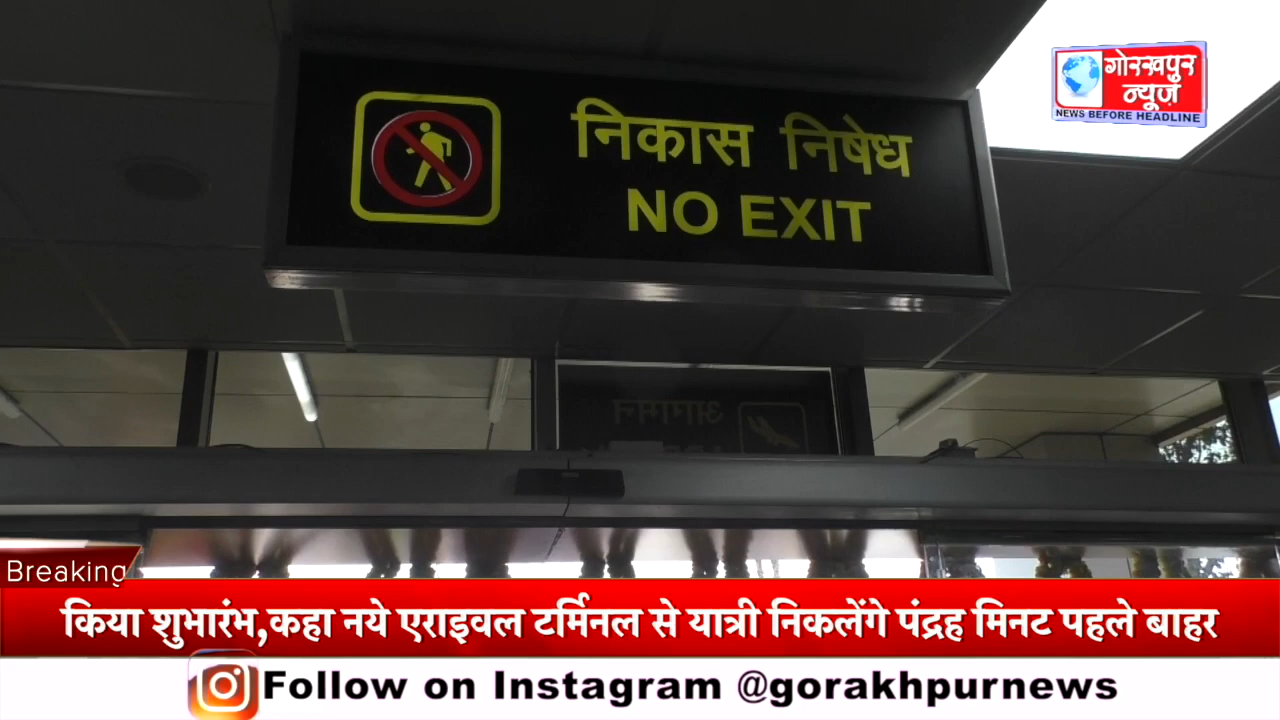 गोरखपुर
न्यूज़
NEWS BEFORE HEADLINE
निकास निषेध
NO EXIT
आगमन
Breaking
किया शुभारंभ,कहा नये एराइवल टर्मिनल से यात्री निकलेंगे पंद्रह मिनट पहले बाहर
Follow on Instagram @gorakhpurnews